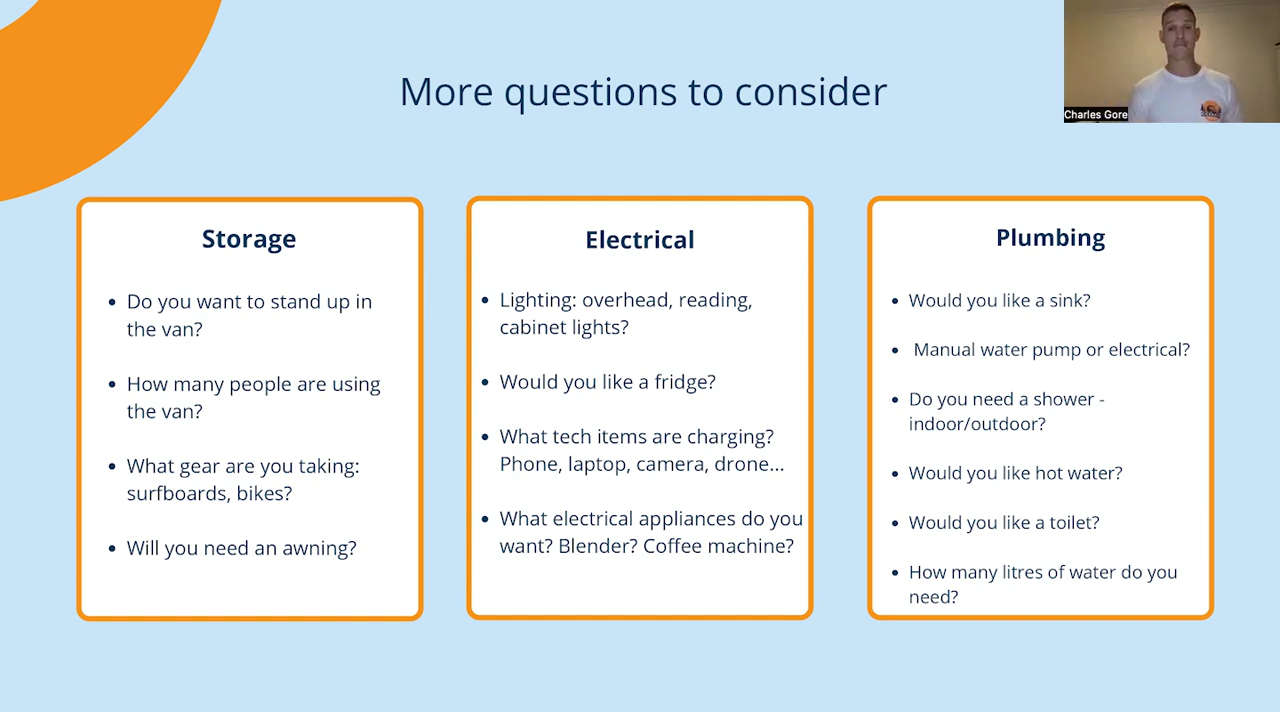 More questions to consider
Charles Gore
Storage
• Do you want to stand up in
the van?
• How many people are using
the van?
• What gear are you taking:
surfboards, bikes?
• Will you need an awning?
Electrical
• Lighting: overhead, reading,
cabinet lights?
• Would you like a fridge?
• What tech items are charging?
Phone, laptop, camera, drone...
• What electrical appliances do you
want? Blender? Coffee machine?
Plumbing
• Would you like a sink?
• Manual water pump or electrical?
• Do you need a shower -
indoor/outdoor?
• Would you like hot water?
• Would you like a toilet?
• How many litres of water do you
need?